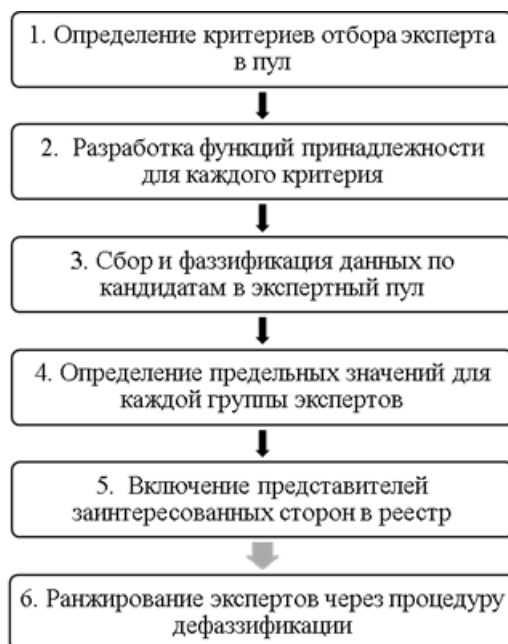 1. Определение критериев отбора эксперта
в пул
2. Разработка функций принадлежности
для каждого критерия
3. Сбор и фаззификация данных по
кандидатам в экспертный пул
4. Определение предельных значений для
каждой группы экспертов
5. Включение представителей
заинтересованных сторон в реестр
6. Ранжирование экспертов через процедуру
дефаззификации